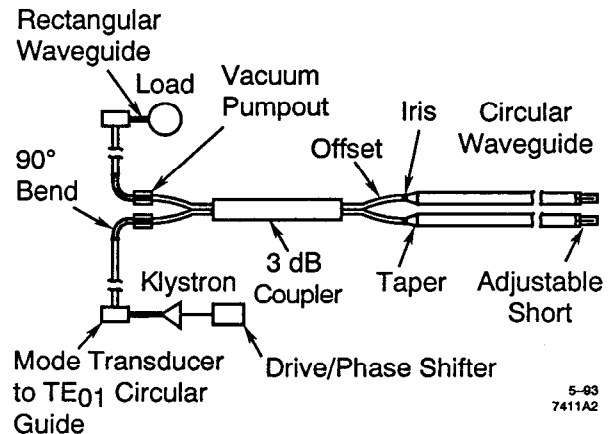 Rectangular
Waveguide
Load
Vacuum
Pumpout
Iris
Circular
Waveguide
Offset
90°
Bend
Klystron
3 dB
Coupler
Taper
Adjustable
Short
Mode Transducer
to TE01 Circular
Guide
Drive/Phase Shifter
5–93
7411A2